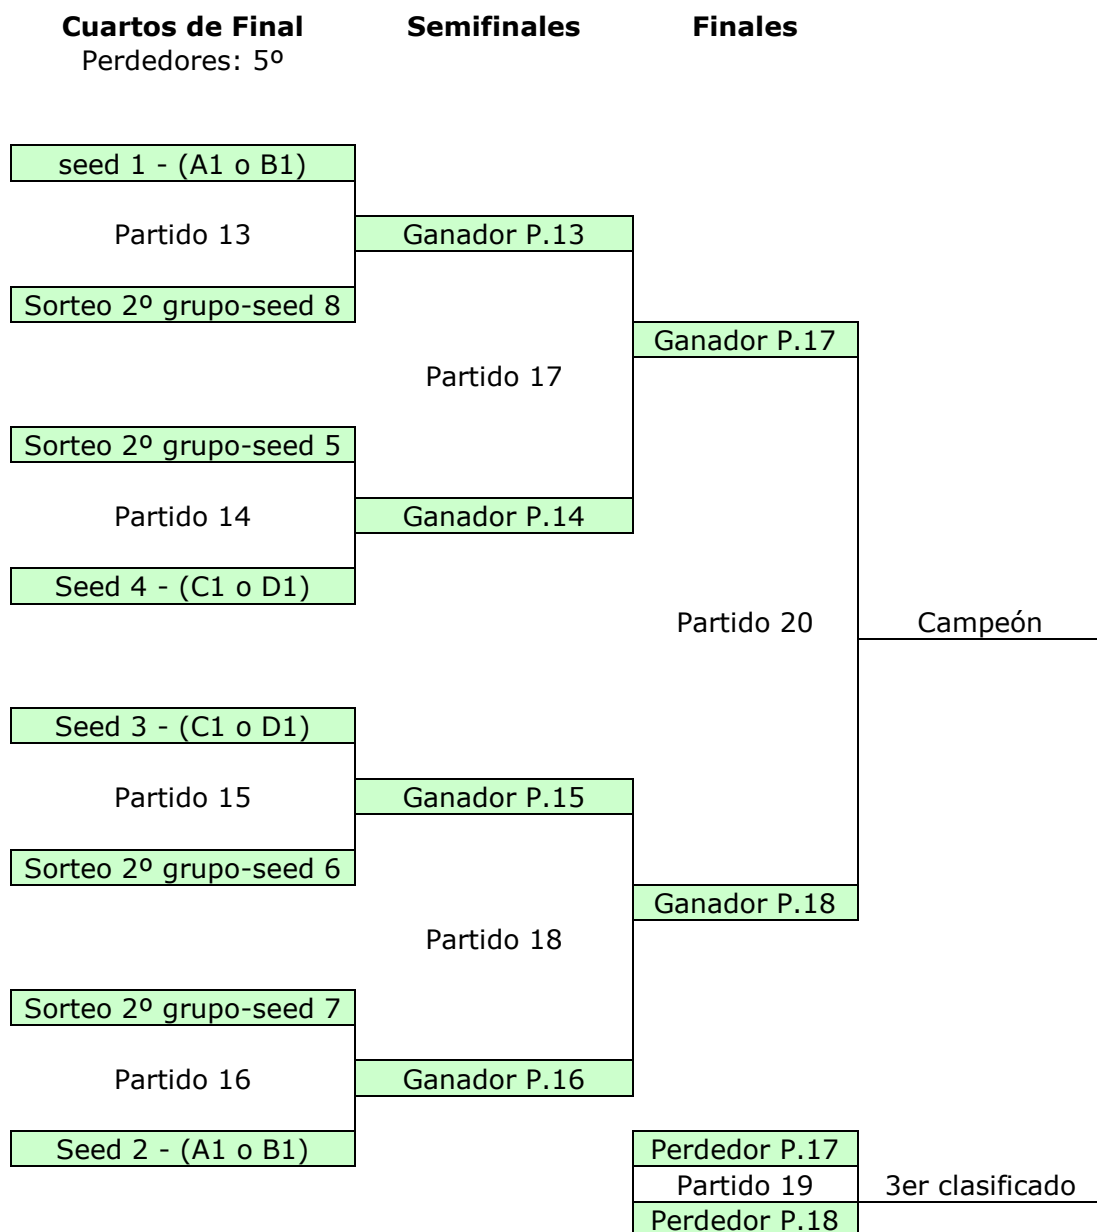 Cuartos de Final Semifinales Finales
Perdedores: 5º
seed 1 - (A1 o B1)
Partido 13
Ganador P.13
Sorteo 2º grupo-seed 8
Ganador P.17
Partido 17
Sorteo 2º grupo-seed 5
Partido 14
Ganador P.14
Seed 4 - (C1 o D1)
Partido 20
Campeón
Seed 3 - (C1 o D1)
Partido 15
Ganador P.15
Sorteo 2º grupo-seed 6
Ganador P.18
Partido 18
Sorteo 2º grupo-seed 7
Partido 16
Ganador P.16
Seed 2 - (A1 o B1)
Perdedor P.17
Partido 19
3er clasificado
Perdedor P.18